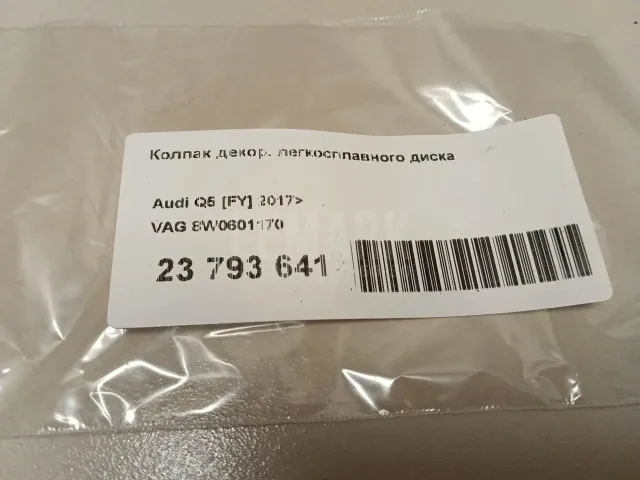 Колпак декор. легкосплавного диска
Audi Q5 [FY] 2017>
VAG 8W0601170
23 793 641